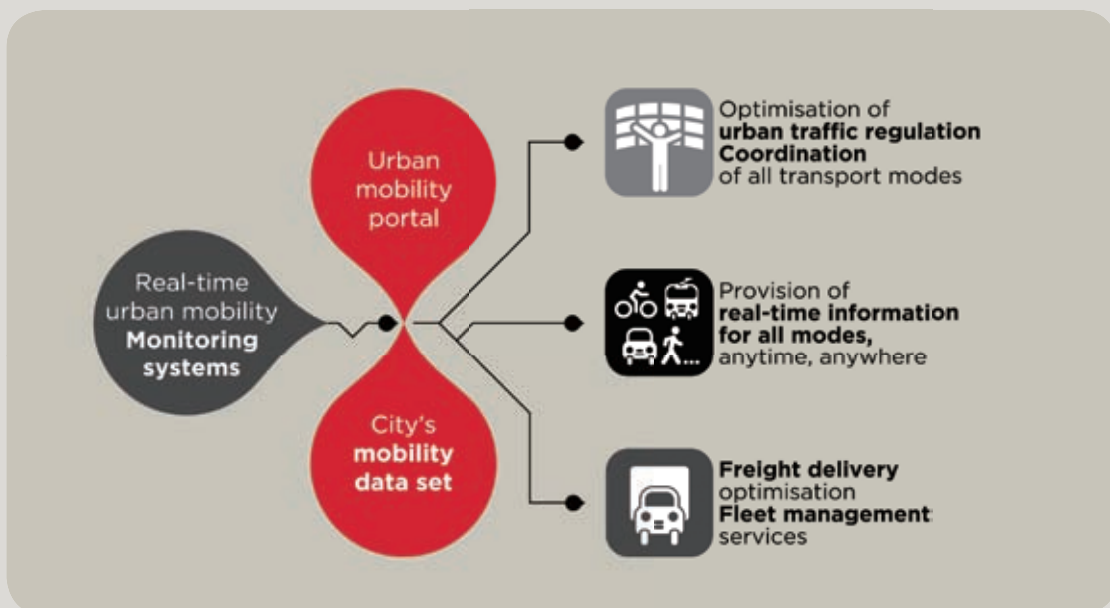 Real-time
urban mobility
Monitoring
systems
Urban
mobility
portal
City's
mobility
data set
Optimisation of
urban traffic regulation
Coordination
of all transport modes
Provision of
real-time information
for all modes,
anytime, anywhere
Freight delivery
optimisation
Fleet management
services